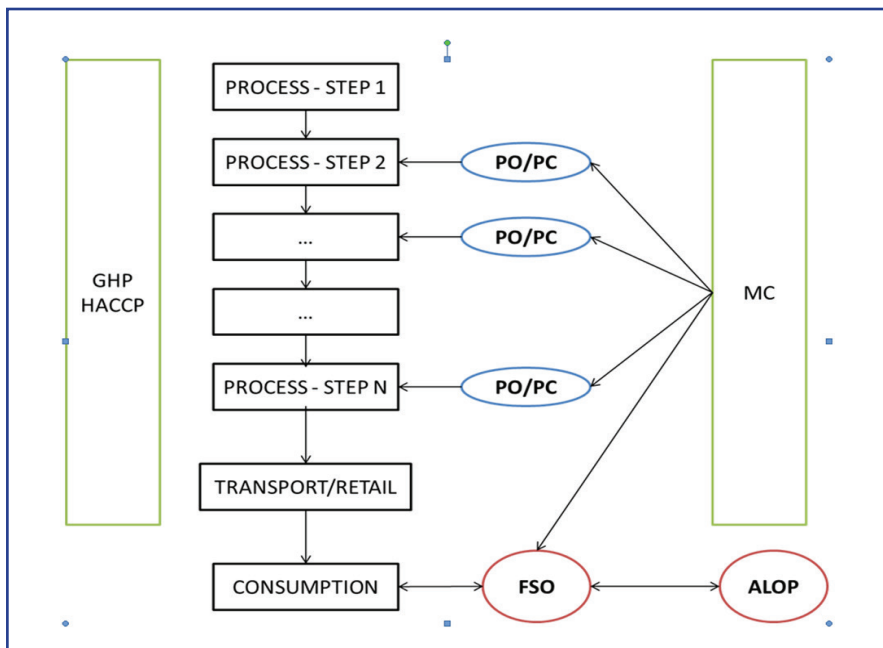 PROCESS - STEP 1
PROCESS - STEP 2
PO/PC
...
PO/PC
GHP
HACCP
...
MC
PROCESS - STEP N
PO/PC
TRANSPORT/RETAIL
CONSUMPTION
FSO
ALOP